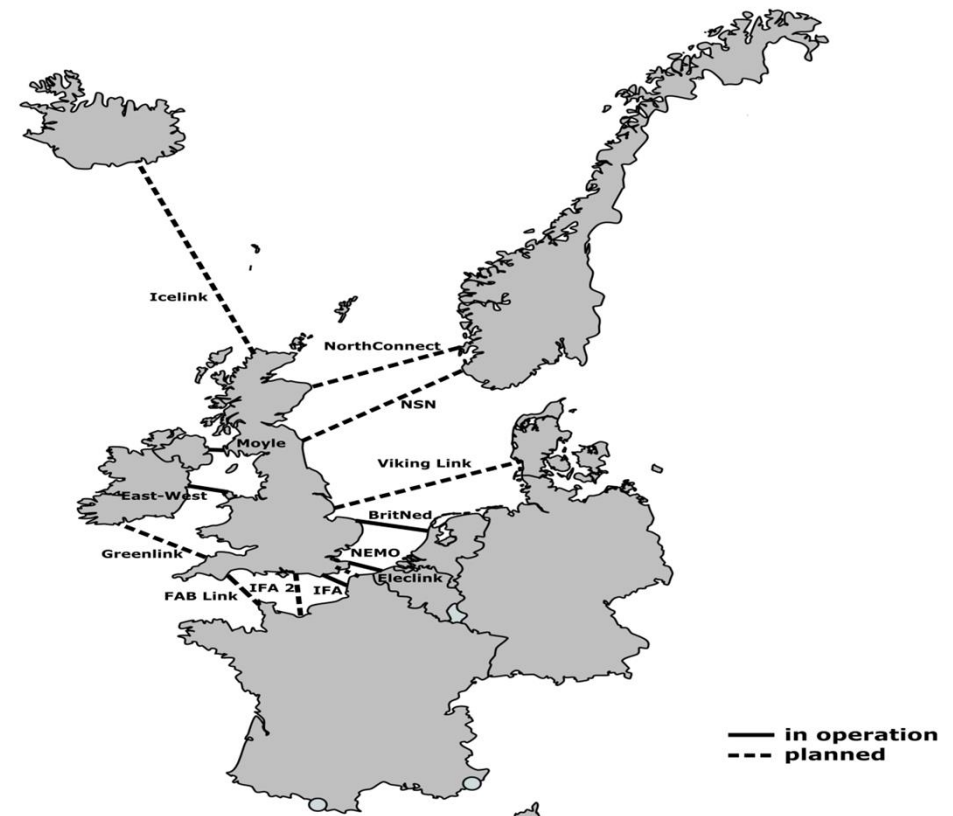 Icelink
NorthConnect
NSN
Moyle
Viking Link
East-West
BritNed
Greenlink
NEMO
Eleclink
FAB Link
IFA 2
IFA
in operation
planned